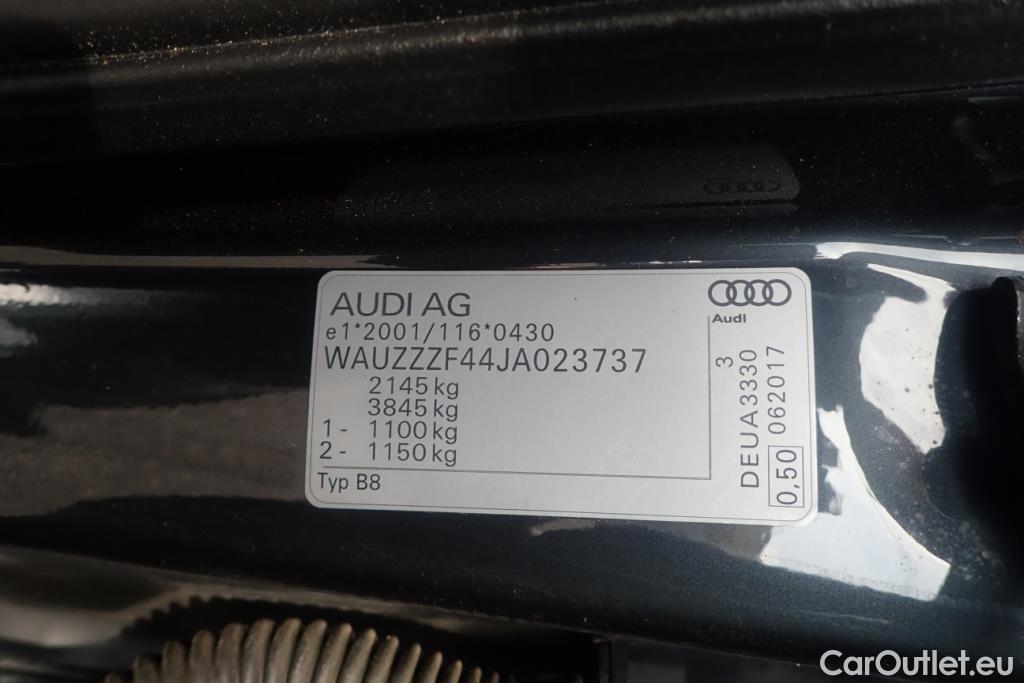 AUDI AG
e1*2001/116*0430
WAUZZZF44JA023737
2145 kg
3845 kg
1 - 1100 kg
2 - 1150 kg
Typ B8
Audi
DEUA3330 3
0,50 062017
CarOutlet.eu